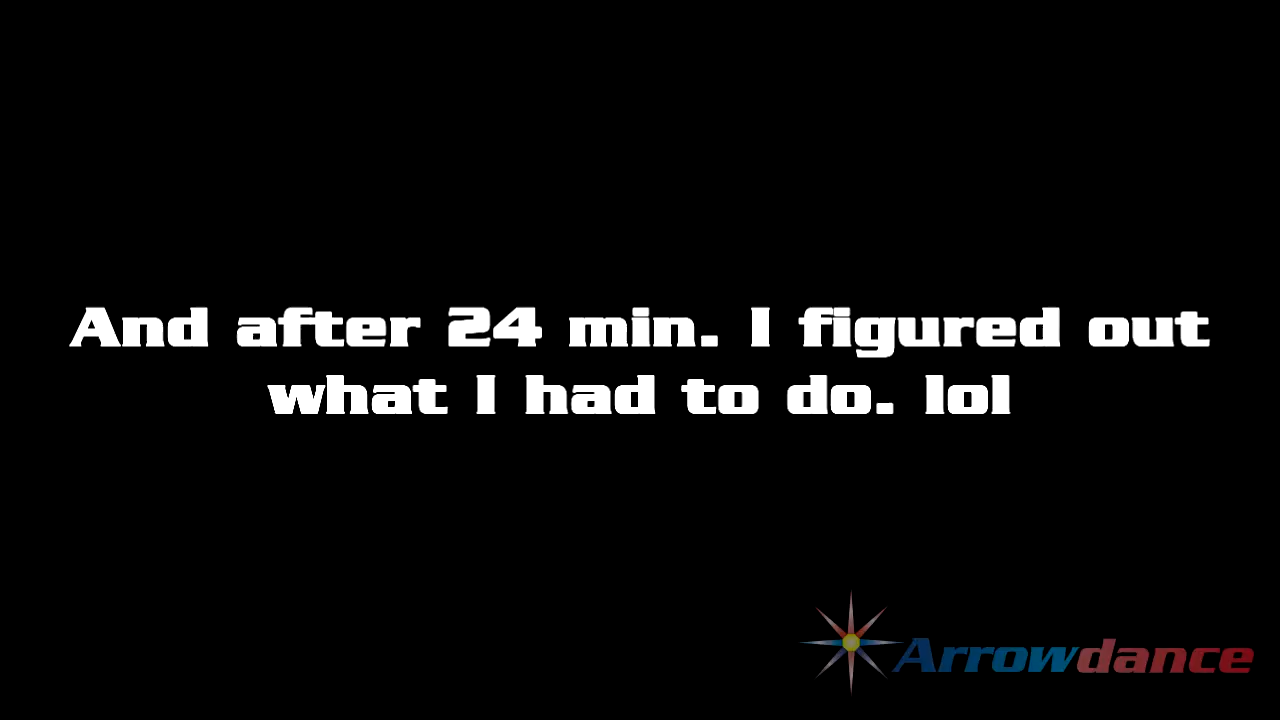 And after 24 min. I figured out
what I had to do. lol
Arrowdance